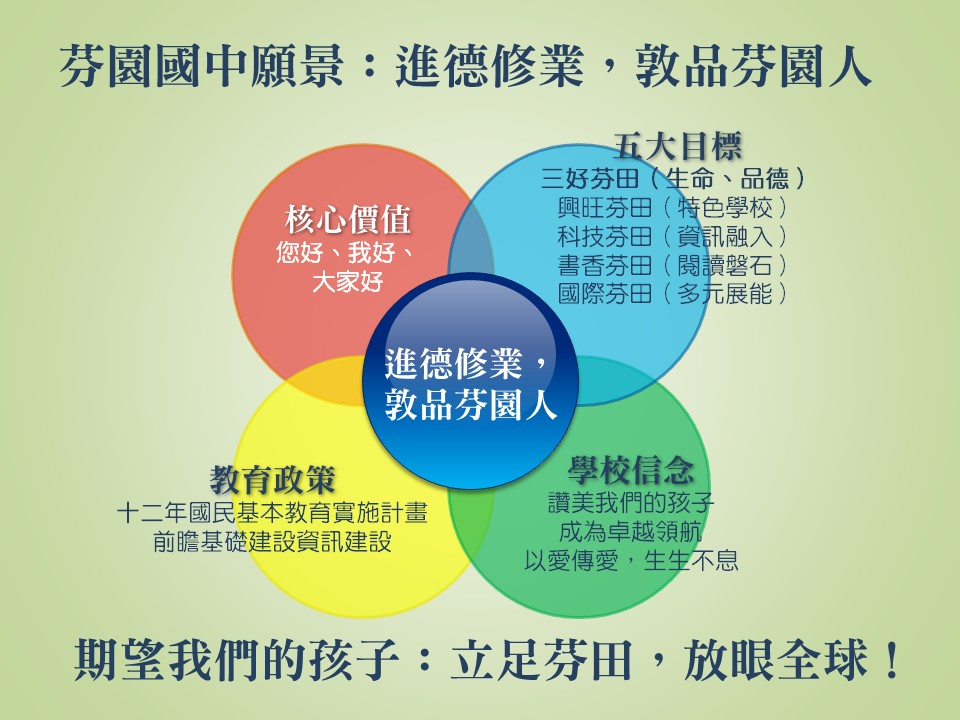 芬園國中願景：進德修業，敦品芬園人
核心價值
您好、我好、
大家好
五大目標
三好芬田（生命、品德）
興旺芬田（特色學校）
科技芬田（資訊融入）
書香芬田（閱讀磐石）
國際芬田（多元展能）
進德修業，
敦品芬園人
教育政策
十二年國民基本教育實施計畫
前瞻基礎建設資訊建設
學校信念
讚美我們的孩子
成為卓越領航
以愛傳愛，生生不息
期望我們的孩子：立足芬田，放眼全球！